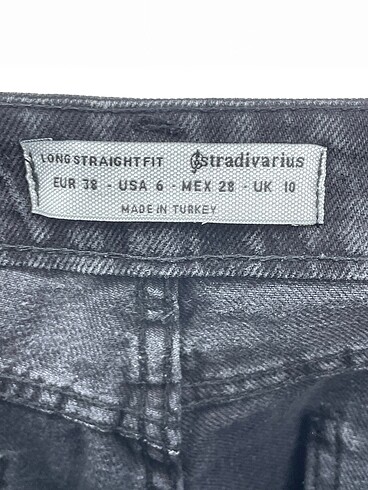 LONG STRAIGHT FIT stradivarius
EUR 38 - USA 6 - MEX 28 - UK 10
MADE IN TURKEY